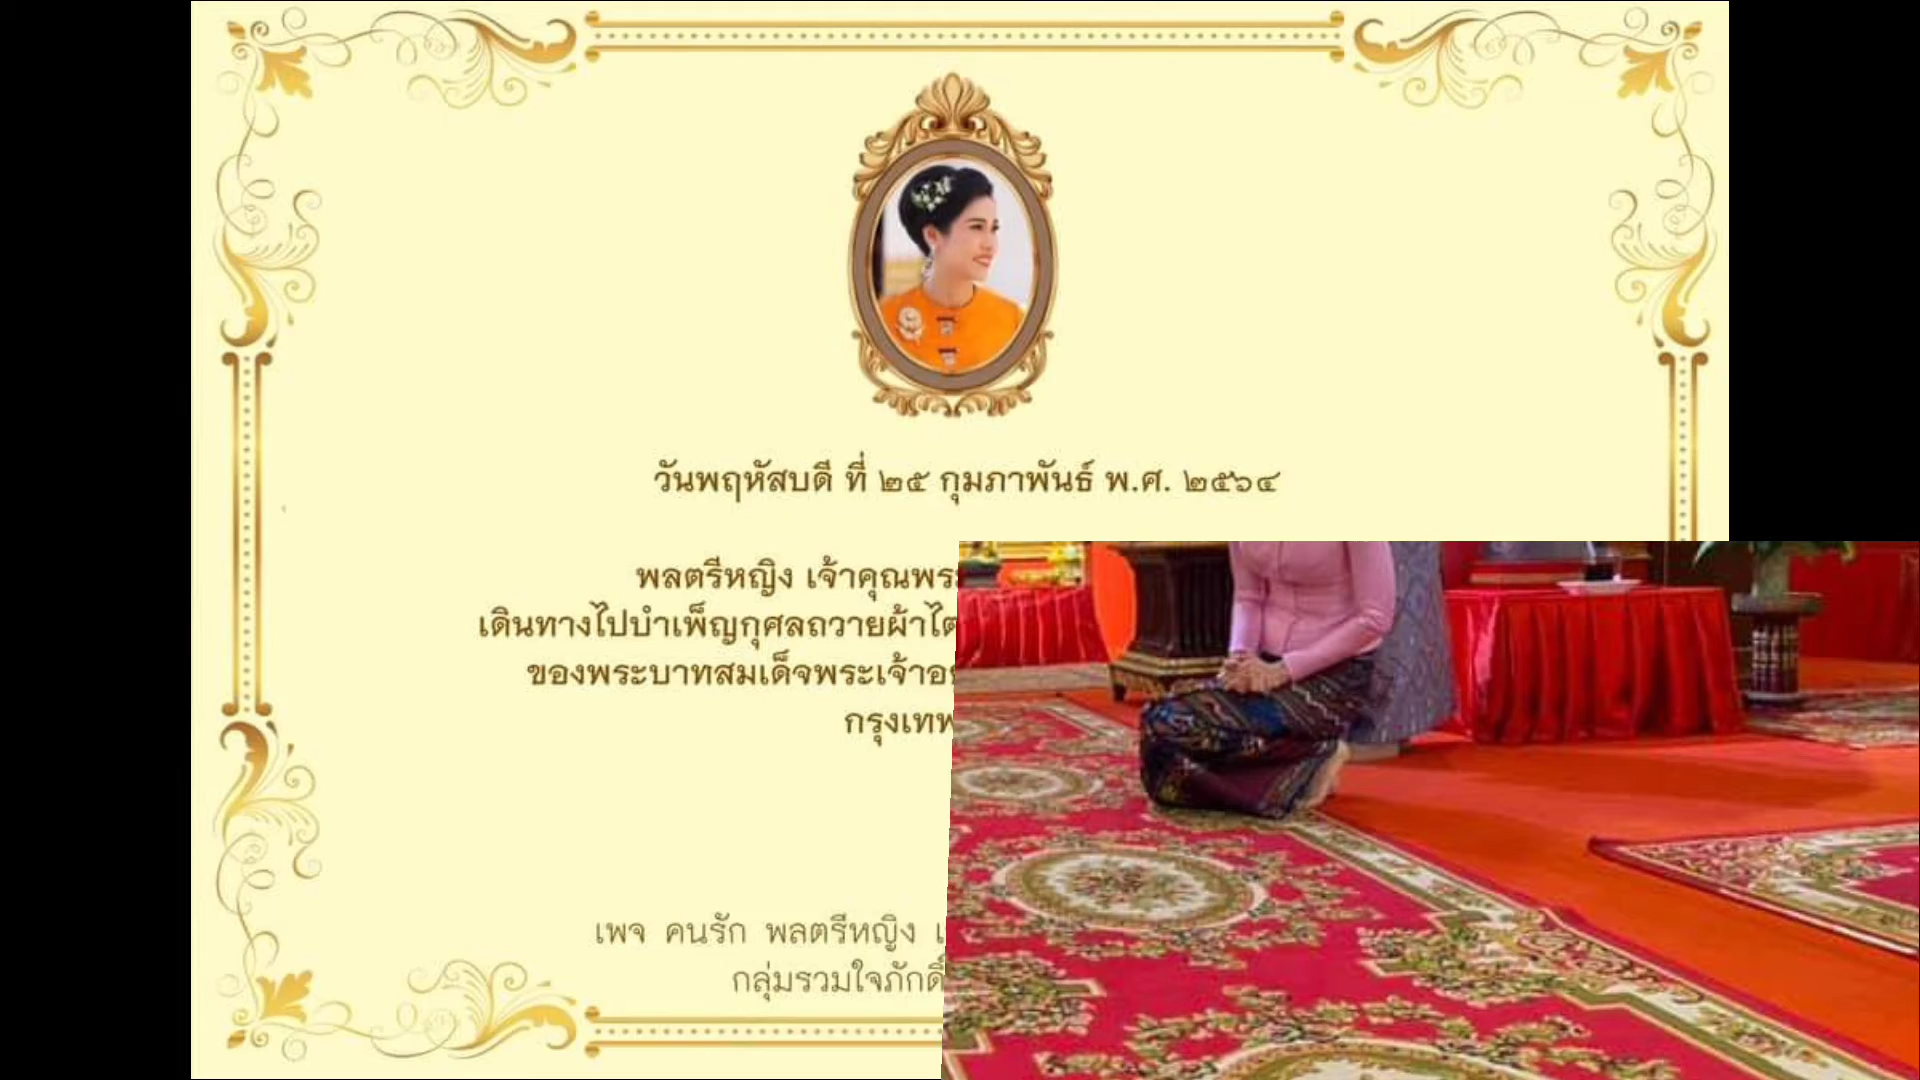 วันพฤหัสบดี ที่ ๒๕ กุมภาพันธ์ พ.ศ. ๒๕๖๔
พลตรีหญิง เจ้าคุณพระ
เดินทางไปบำเพ็ญกุศลถวายผ้าไต
ของพระบาทสมเด็จพระเจ้าอ
กรุงเทพ
เพจ คนรัก พลตรีหญิง เ
กลุ่มรวมใจภักดิ์